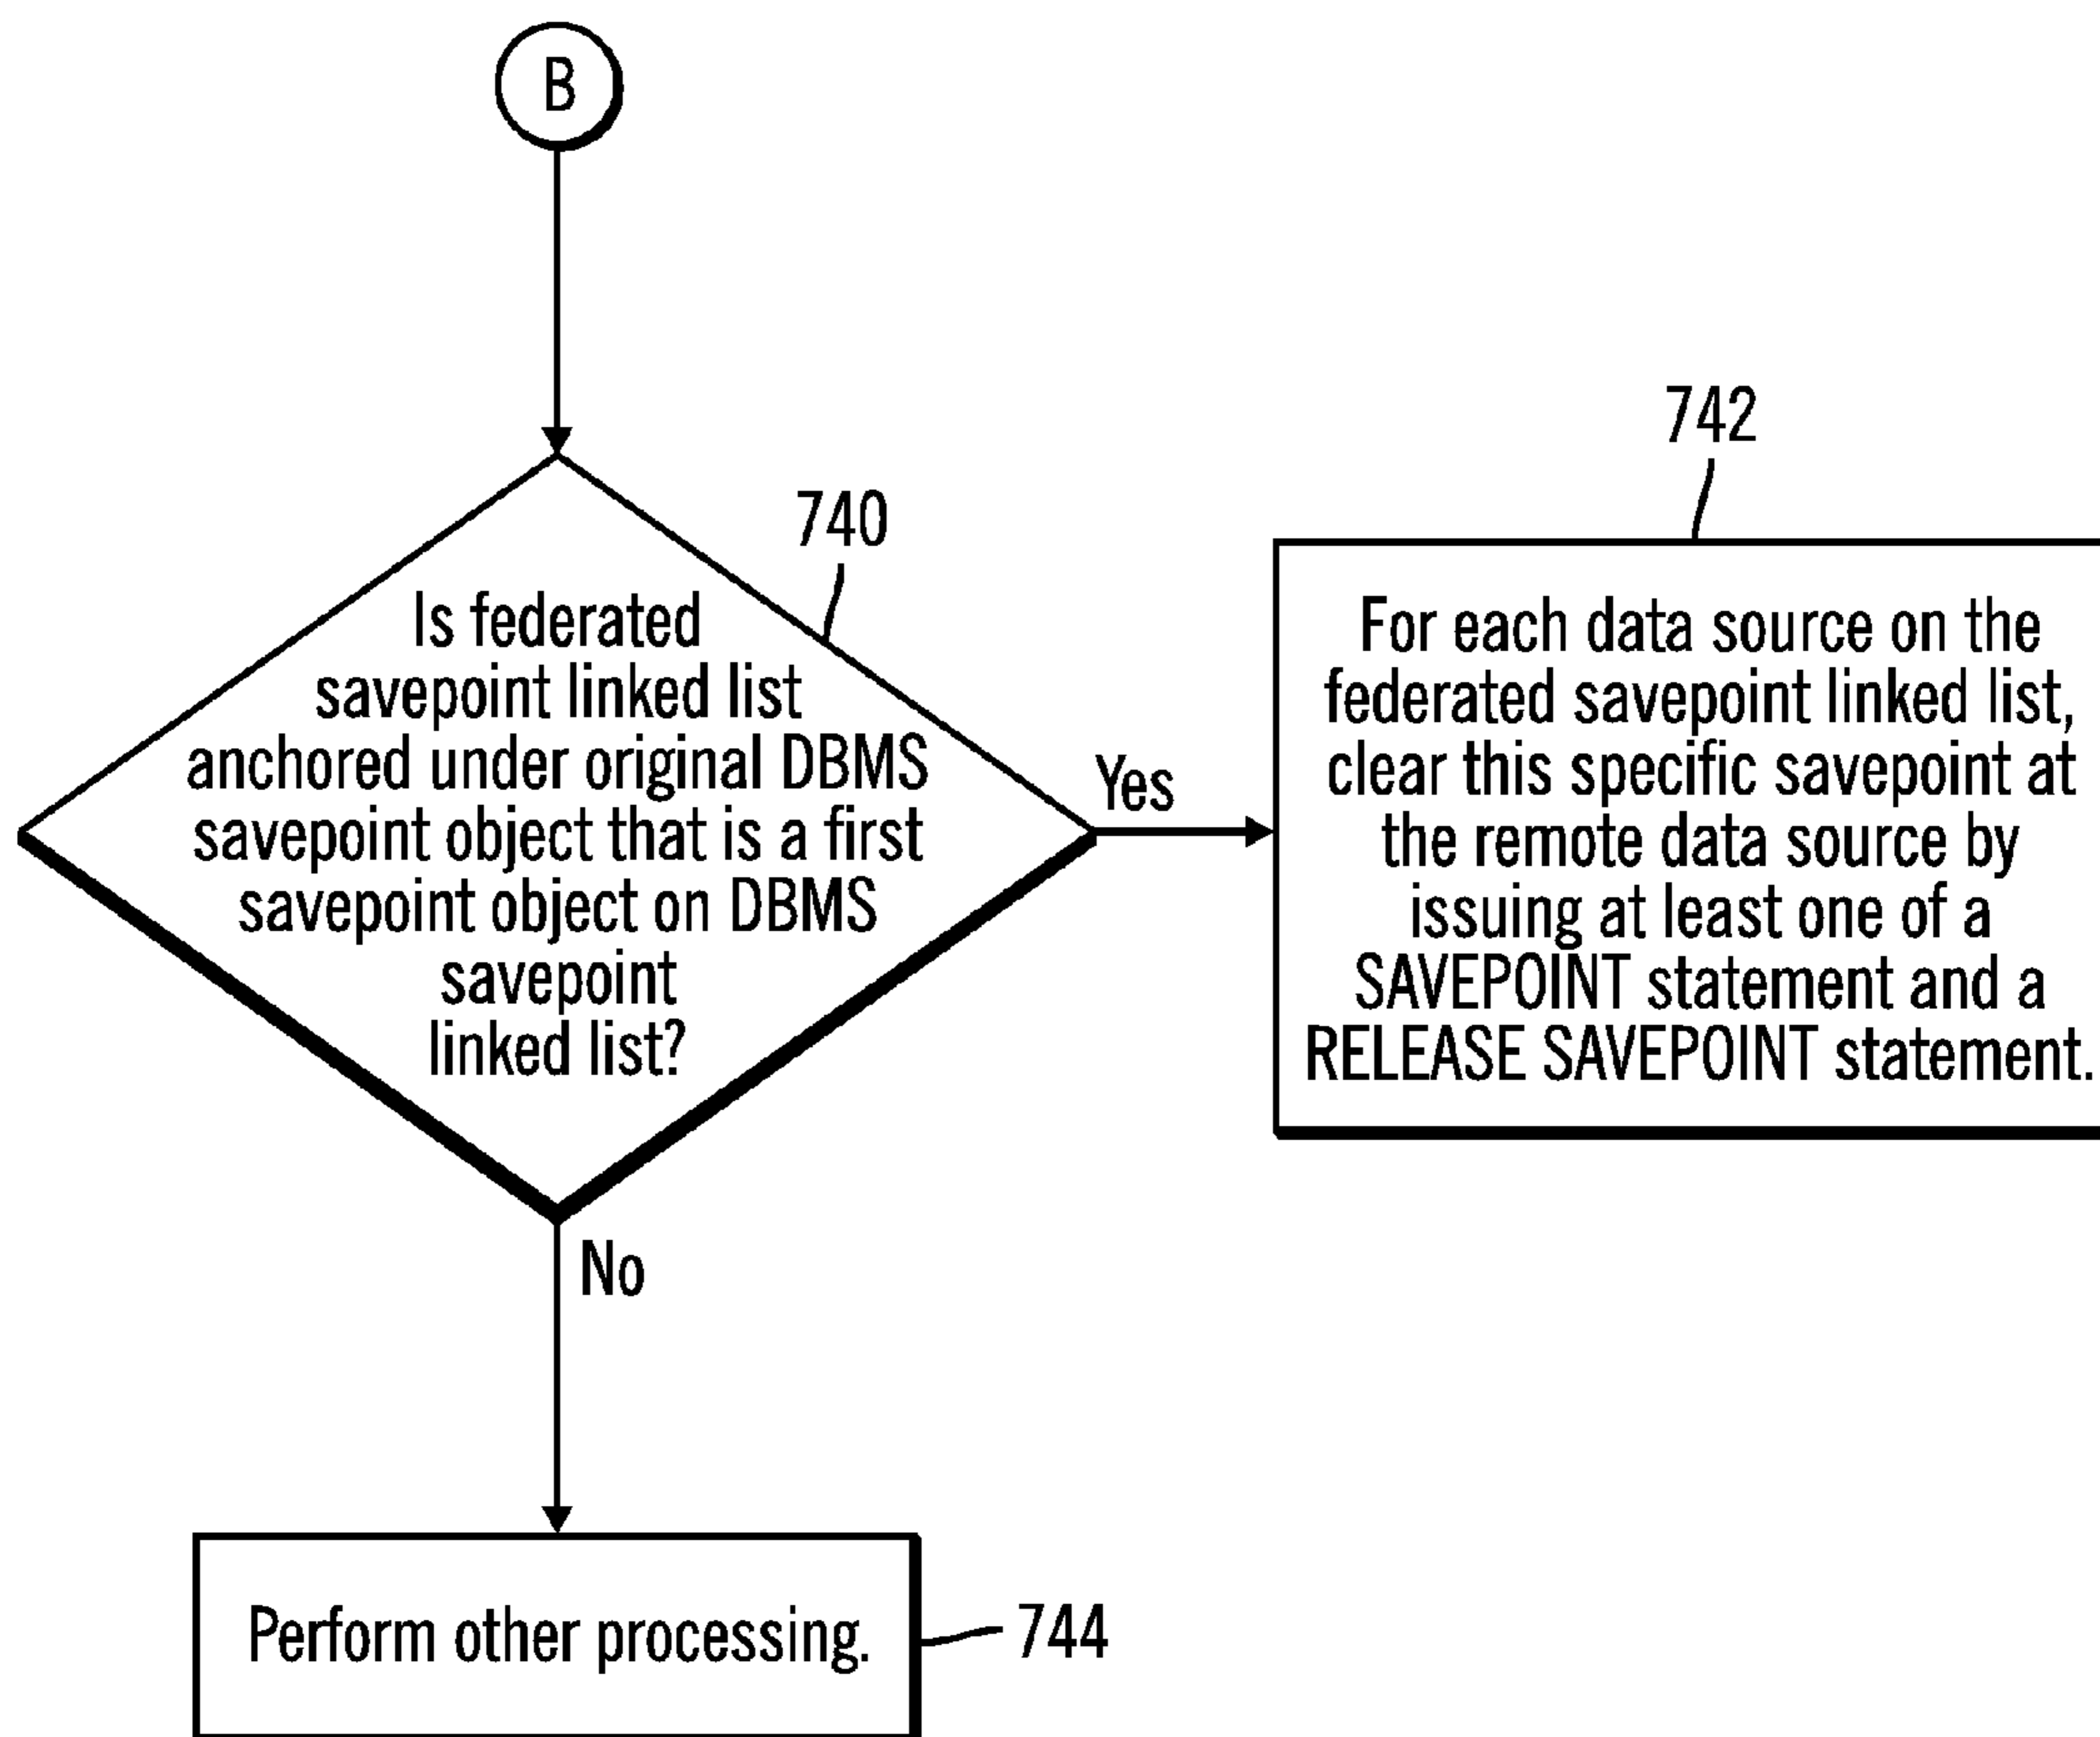 B
740
Is federated
savepoint linked list
anchored under original DBMS
savepoint object that is a first
savepoint object on DBMS
savepoint
linked list?
Yes
742
For each data source on the
federated savepoint linked list,
clear this specific savepoint at
the remote data source by
issuing at least one of a
SAVEPOINT statement and a
RELEASE SAVEPOINT statement.
No
Perform other processing.
744